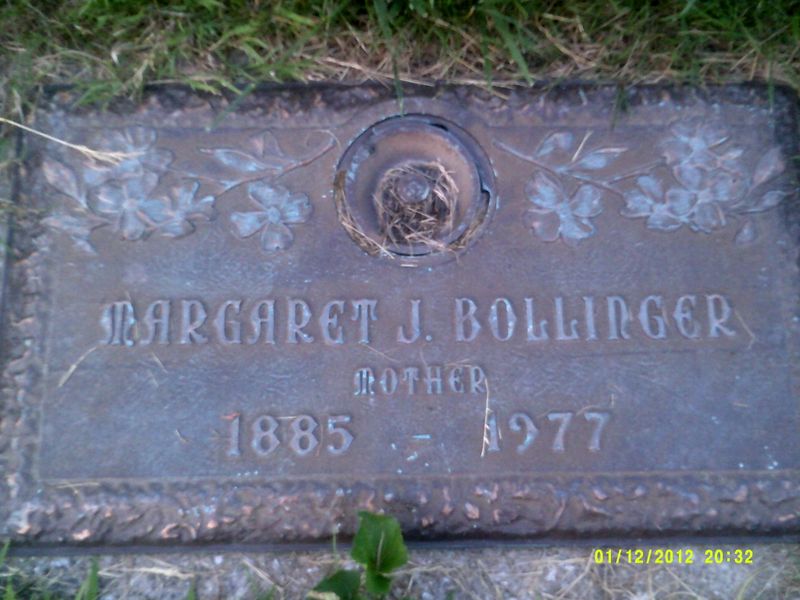 MARGARET J. BOLLINGER
MOTHER
1885 - 1977
01/12/2012 20:32